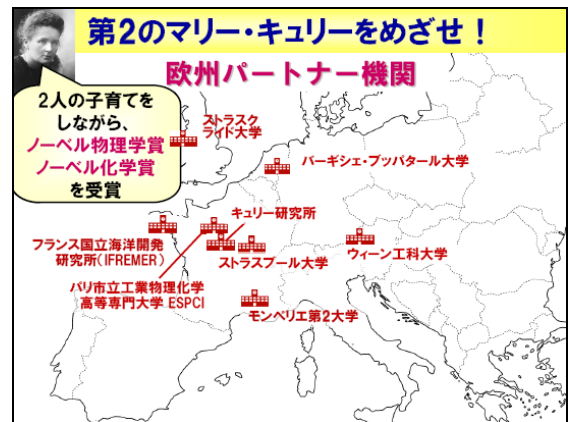 第2のマリー・キュリーをめざせ！
欧州パートナー機関
2人の子育てを
しながら、
ノーベル物理学賞
ノーベル化学賞
を受賞
ストラスク
ライド大学
バーギシェ・ブッパタール大学
キュリー研究所
フランス国立海洋開発
研究所(IFREMER)
ストラスブール大学
ウィーン工科大学
パリ市立工業物理化学
高等専門大学 ESPCI
モンペリエ第2大学